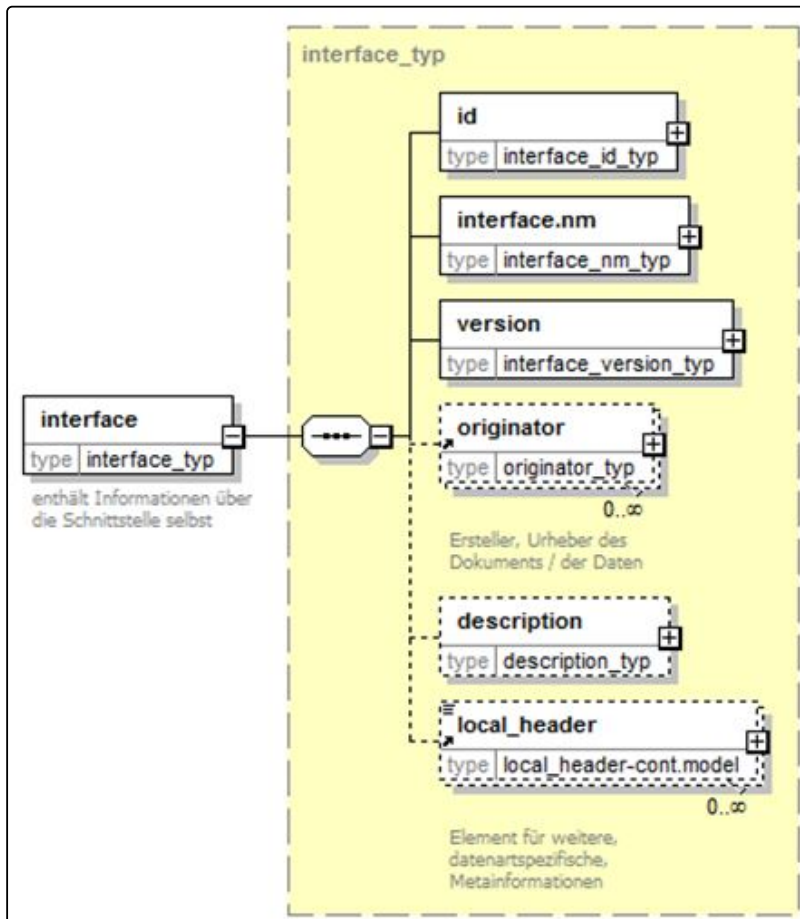 interface_typ
id
type interface_id_typ
interface.nm
type interface_nm_typ
version
type interface_version_typ
interface
type interface_typ
enthält Informationen über
die Schnittstelle selbst
originator
type originator_typ
0..∞
Ersteller, Urheber des
Dokuments / der Daten
description
type description_typ
local_header
type local_header-cont.model
0..∞
Element für weitere,
datenartspezifische,
Metainformationen